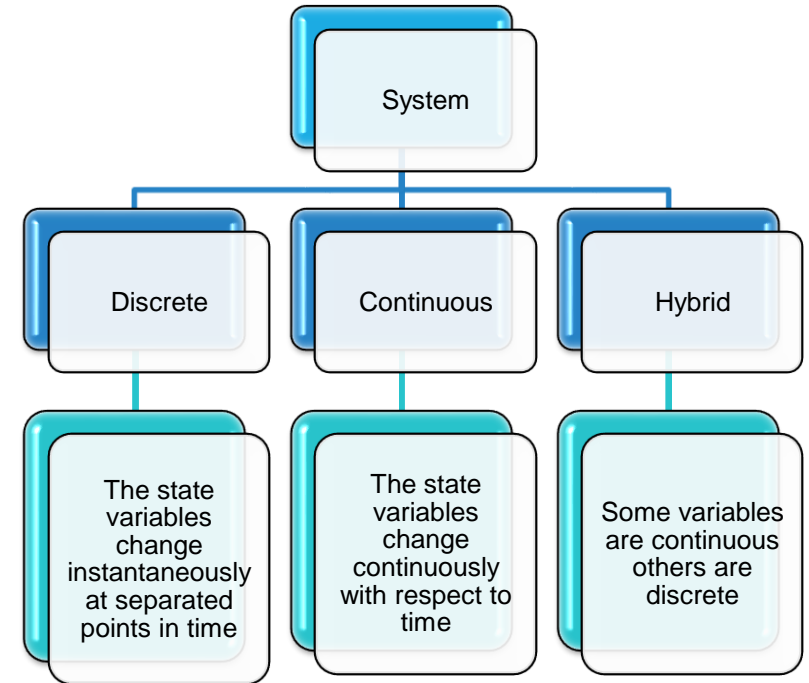 System
Discrete
Continuous
Hybrid
The state
variables
change
instantaneously
at separated
points in time
The state
variables
change
continuously
with respect to
time
Some variables
are continuous
others are
discrete